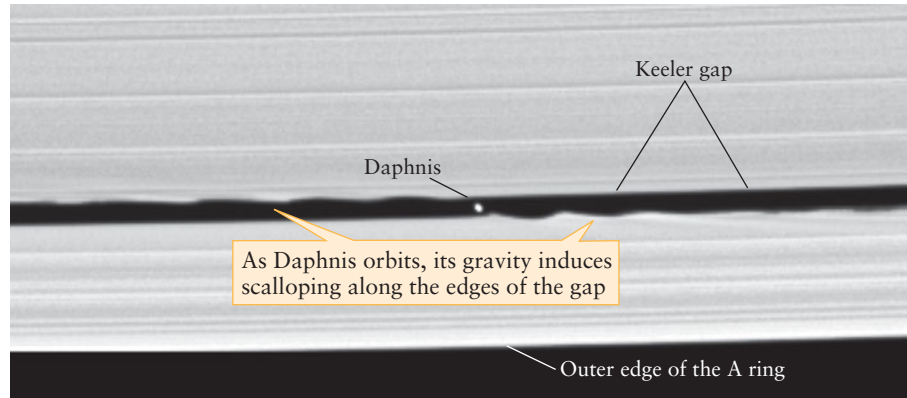 Keeler gap
Daphnis
As Daphnis orbits, its gravity induces
scalloping along the edges of the gap
Outer edge of the A ring